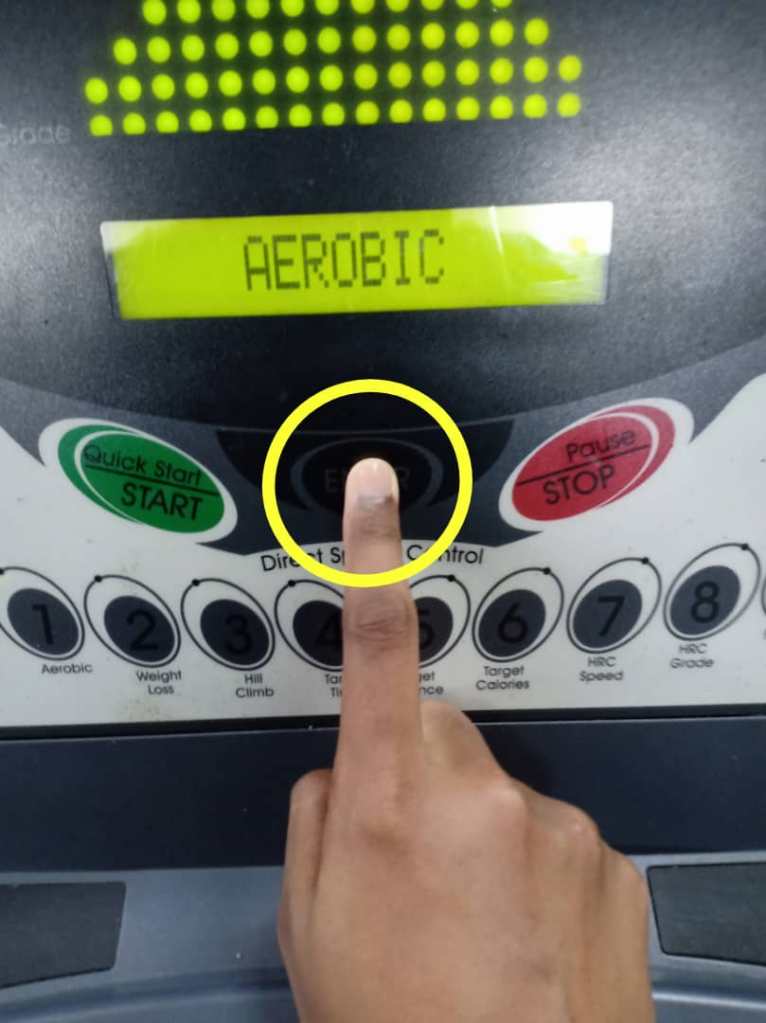 Grade
AEROBIC
Quick Start
START
Pause
STOP
Control
1
2
3
4
5
6
7
8
Aerobic
Weight
Loss
Hill
Climb
Target
Calories
HRC
Speed
HRC
Grade